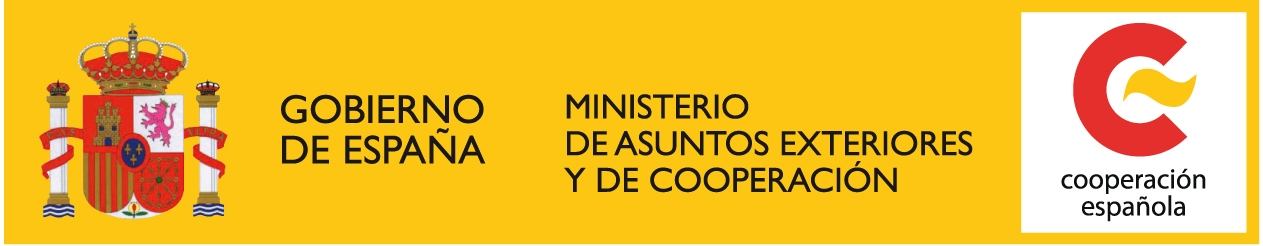 GOBIERNO
DE ESPAÑA
MINISTERIO
DE ASUNTOS EXTERIORES
Y DE COOPERACIÓN
cooperación
española